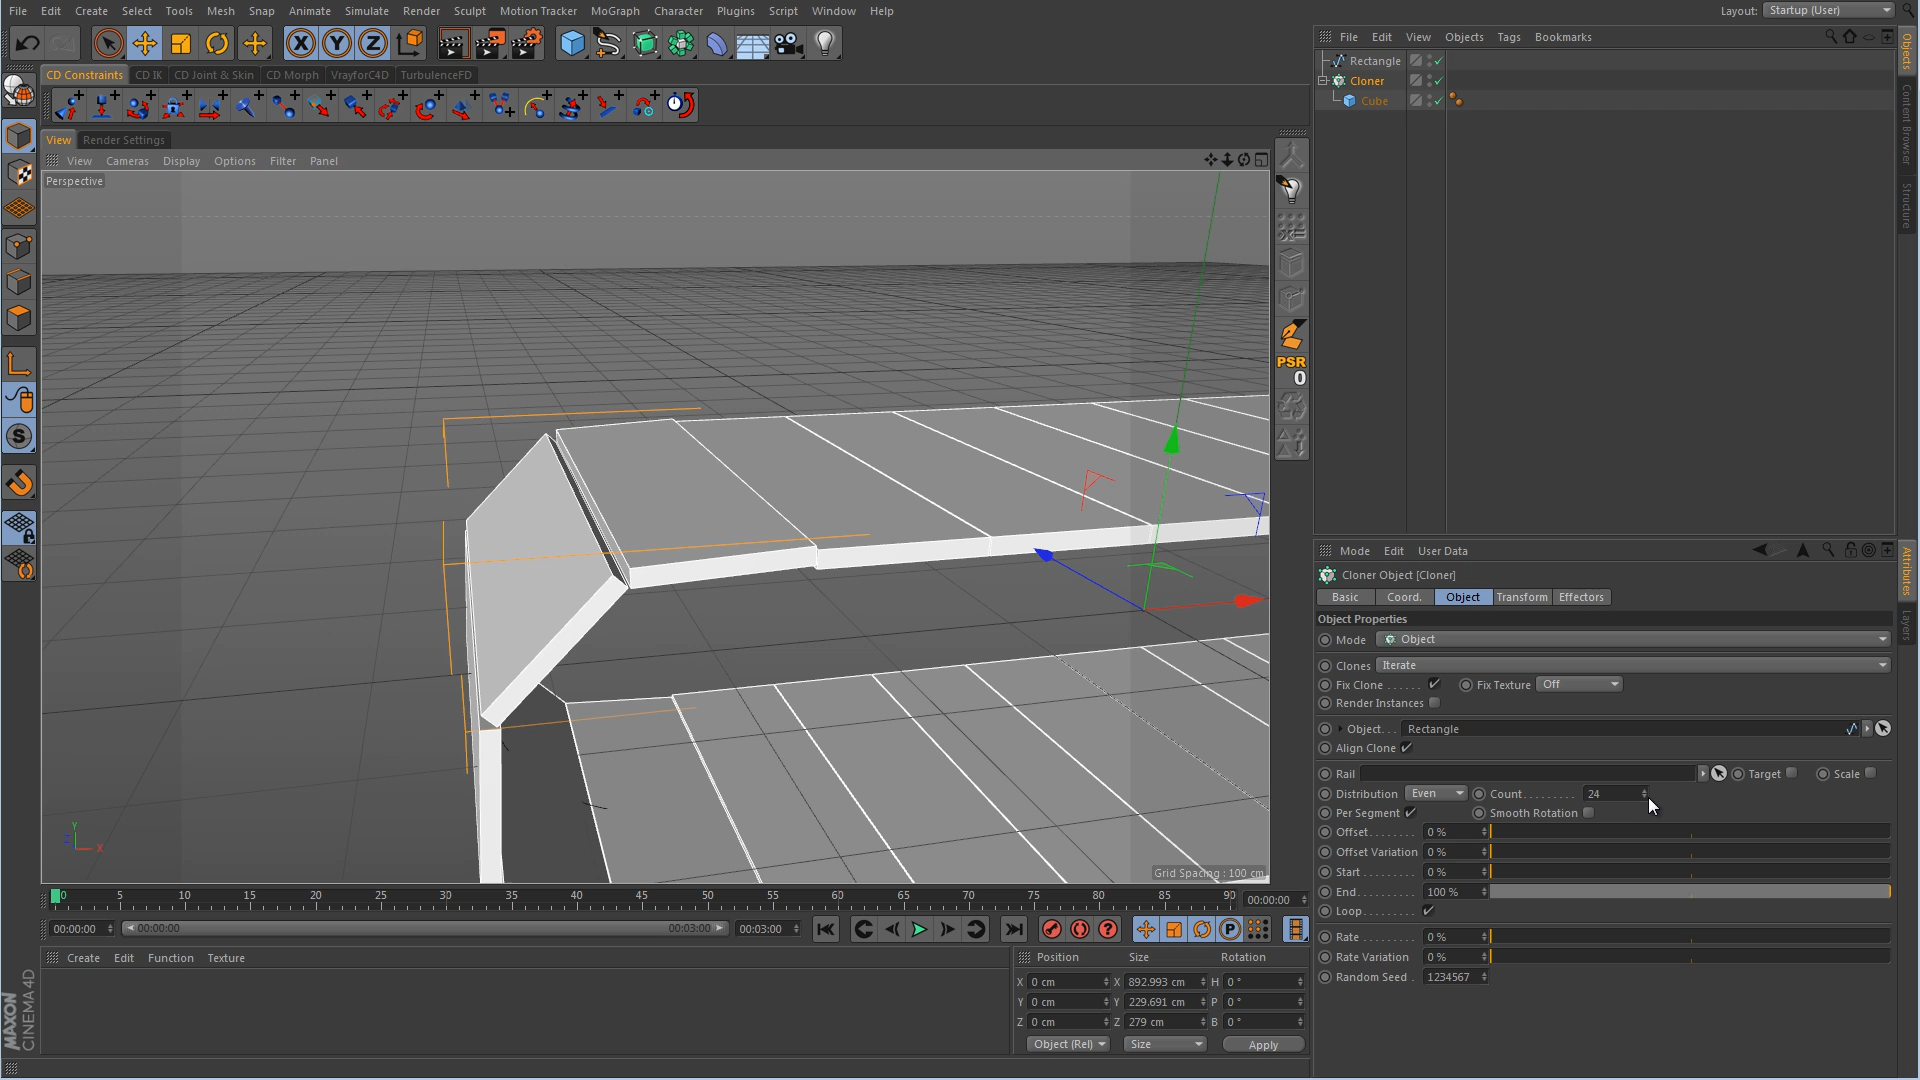 File Edit Create Select Tools Mesh Snap Animate Simulate Render Sculpt Motion Tracker MoGraph Character Plugins Script Window Help
Layout: Startup (User)
CD Constraints CD IK CD Joint & Skin CD Morph VrayforC4D TurbulenceFD
View Render Settings
View Cameras Display Options Filter Panel
Perspective
X Y Z
PSR
0
S
Y
Z X
Grid Spacing : 100 cm
0 5 10 15 20 25 30 35 40 45 50 55 60 65 70 75 80 85 90
00:00:00
00:00:00 00:00:00 00:03:00 00:03:00
P
Create Edit Function Texture
MAXON
CINEMA 4D
Position Size Rotation
X 0 cm X 892.993 cm H 0 °
Y 0 cm Y 229.691 cm P 0 °
Z 0 cm Z 279 cm B 0 °
Object (Rel) Size Apply
File Edit View Objects Tags Bookmarks
Rectangle
Cloner
Cube
Objects
Content Browser
Structure
Mode Edit User Data
Cloner Object [Cloner]
Basic Coord. Object Transform Effectors
Object Properties
Mode Object
Clones Iterate
Fix Clone . . . . . . Fix Texture Off
Render Instances
Object. . . Rectangle
Align Clone
Rail Target Scale
Distribution Even Count. . . . . . . . . 24
Per Segment Smooth Rotation
Offset. . . . . . . . 0 %
Offset Variation 0 %
Start. . . . . . . . . 0 %
End. . . . . . . . . . 100 %
Loop. . . . . . . .
Rate . . . . . . . . 0 %
Rate Variation 0 %
Random Seed . 1234567
Attributes
Layers